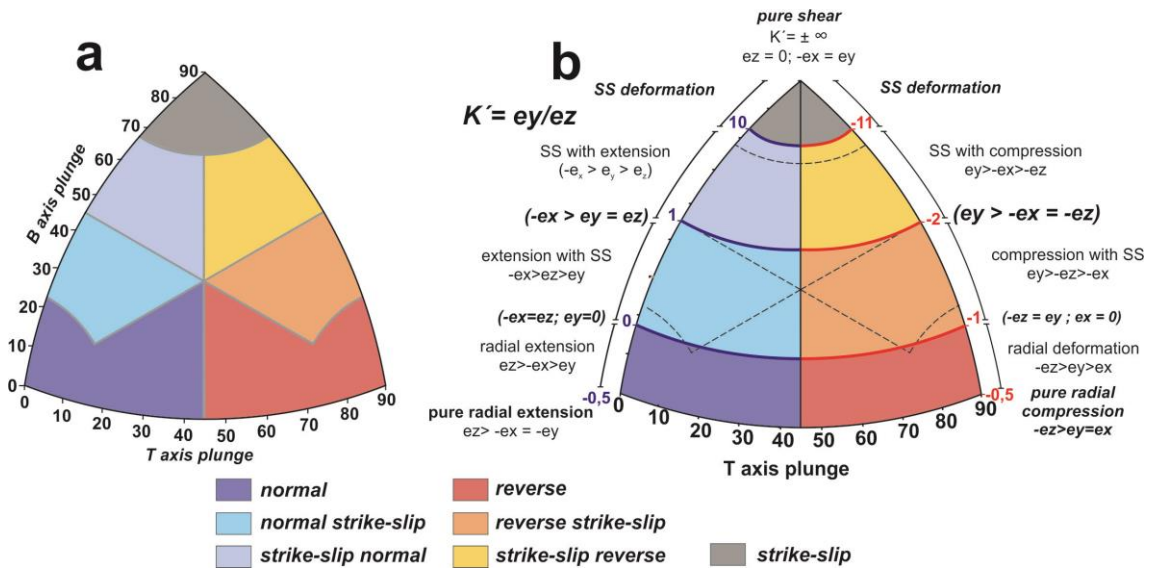 a
90
80
70
60
50
40
30
20
10
0
B axis plunge
0
10
20
30
40
50
60
70
80
90
T axis plunge
b
pure shear
K´= ± ∞
ez = 0; -ex = ey
SS deformation
SS deformation
K´= ey/ez
10
-11
SS with extension
(-ex > ey > ez)
SS with compression
ey>-ex>-ez
(-ex > ey = ez)
1
-2
(ey > -ex = -ez)
extension with SS
-ex>ez>ey
compression with SS
ey>-ez>-ex
(-ex=ez; ey=0)
0
-1
(-ez = ey ; ex = 0)
radial extension
ez>-ex>ey
radial deformation
-ez>ey>ex
-0,5
-0,5
pure radial extension
ez> -ex = -ey
pure radial
compression
-ez>ey=ex
0
10
20
30
40
50
60
70
80
90
T axis plunge
normal
reverse
normal strike-slip
reverse strike-slip
strike-slip normal
strike-slip reverse
strike-slip